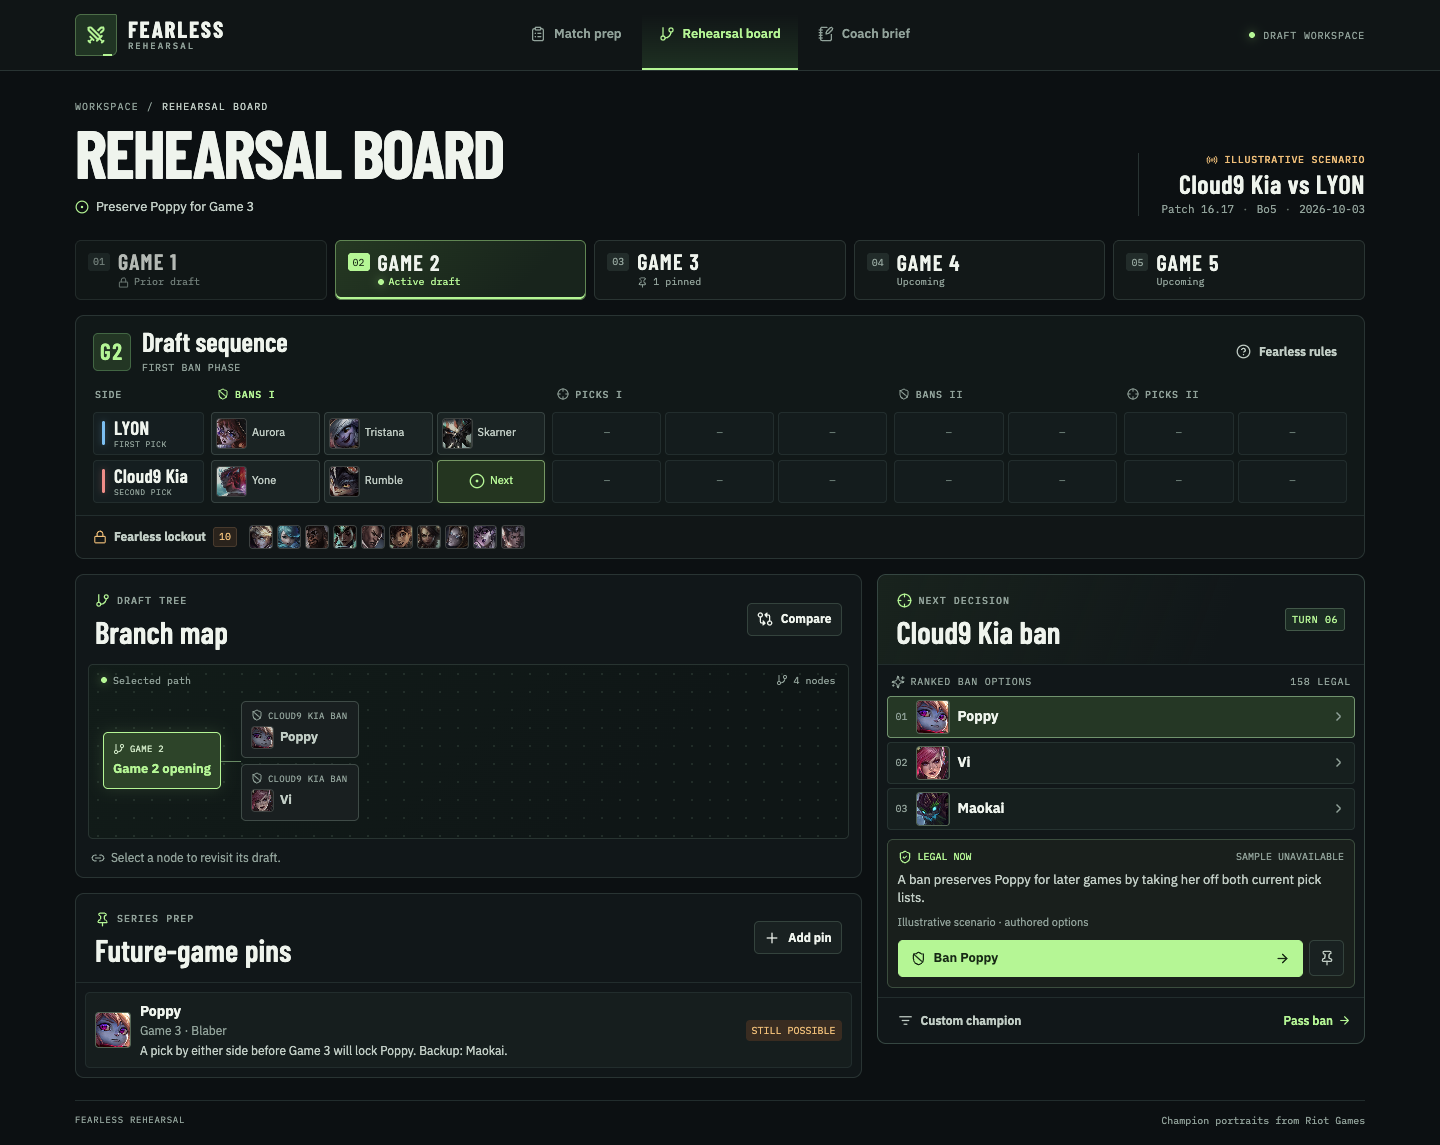 FEARLESS
REHEARSAL
Match prep
Rehearsal board
Coach brief
DRAFT WORKSPACE
WORKSPACE / REHEARSAL BOARD
REHEARSAL BOARD
Preserve Poppy for Game 3
ILLUSTRATIVE SCENARIO
Cloud9 Kia vs LYON
Patch 16.17 · Bo5 · 2026-10-03
01 GAME 1
Prior draft
02 GAME 2
Active draft
03 GAME 3
1 pinned
04 GAME 4
Upcoming
05 GAME 5
Upcoming
G2 Draft sequence
FIRST BAN PHASE
Fearless rules
SIDE BANS I PICKS I BANS II PICKS II
LYON
FIRST PICK
Aurora Tristana Skarner – – – – – – –
Cloud9 Kia
SECOND PICK
Yone Rumble Next – – – – – – –
Fearless lockout 10
DRAFT TREE
Branch map
Compare
Selected path
4 nodes
GAME 2
Game 2 opening
CLOUD9 KIA BAN
Poppy
CLOUD9 KIA BAN
Vi
Select a node to revisit its draft.
SERIES PREP
Future-game pins
Add pin
Poppy
Game 3 · Blaber
A pick by either side before Game 3 will lock Poppy. Backup: Maokai.
STILL POSSIBLE
NEXT DECISION
Cloud9 Kia ban
TURN 06
RANKED BAN OPTIONS 158 LEGAL
01 Poppy
02 Vi
03 Maokai
LEGAL NOW SAMPLE UNAVAILABLE
A ban preserves Poppy for later games by taking her off both current pick
lists.
Illustrative scenario · authored options
Ban Poppy
Custom champion Pass ban
FEARLESS REHEARSAL
Champion portraits from Riot Games